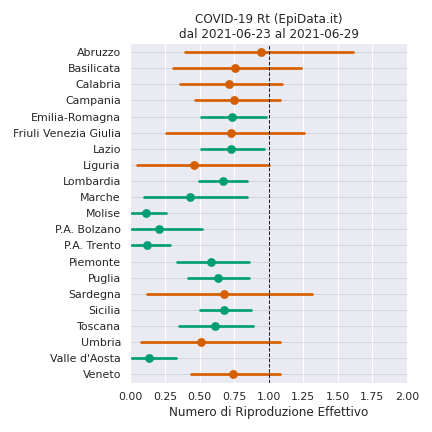 COVID-19 Rt (EpiData.it)
dal 2021-06-23 al 2021-06-29
Abruzzo
Basilicata
Calabria
Campania
Emilia-Romagna
Friuli Venezia Giulia
Lazio
Liguria
Lombardia
Marche
Molise
P.A. Bolzano
P.A. Trento
Piemonte
Puglia
Sardegna
Sicilia
Toscana
Umbria
Valle d'Aosta
Veneto
0.00 0.25 0.50 0.75 1.00 1.25 1.50 1.75 2.00
Numero di Riproduzione Effettivo